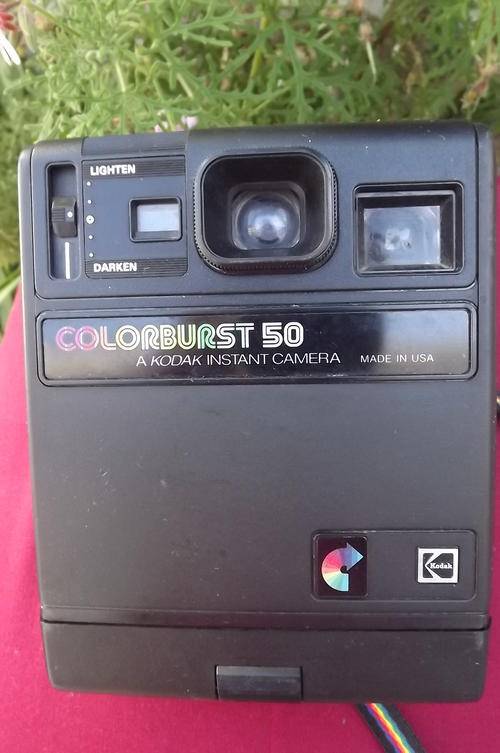 LIGHTEN
DARKEN
COLORBURST 50
A KODAK INSTANT CAMERA MADE IN USA
Kodak